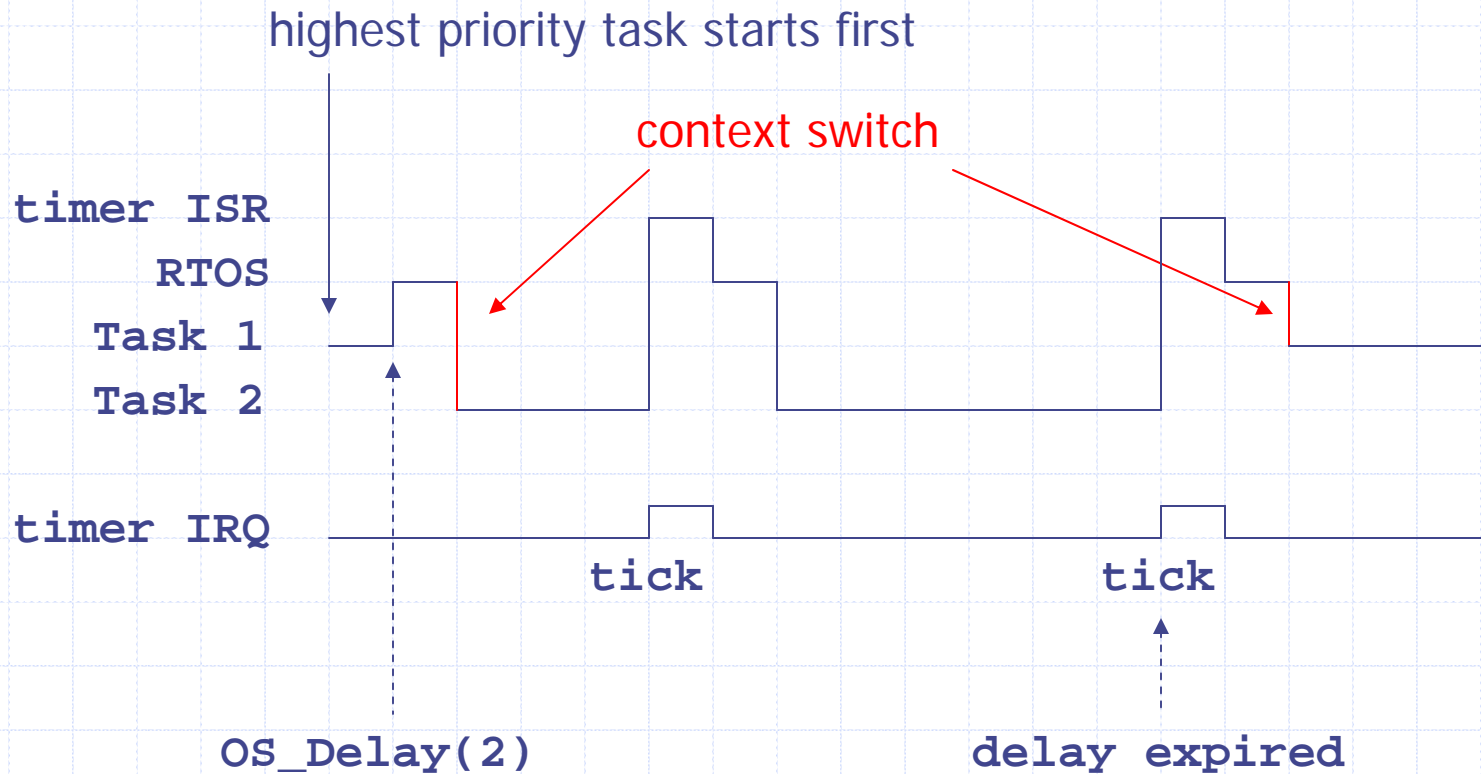 highest priority task starts first
context switch
timer ISR
RTOS
Task 1
Task 2
timer IRQ
tick
tick
OS_Delay(2)
delay expired